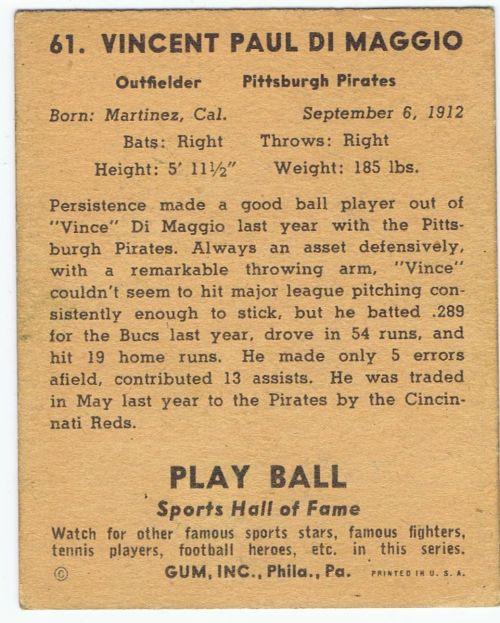 61. VINCENT PAUL DI MAGGIO
Outfielder Pittsburgh Pirates
Born: Martinez, Cal. September 6, 1912
Bats: Right Throws: Right
Height: 5' 11½" Weight: 185 lbs.
Persistence made a good ball player out of
"Vince" Di Maggio last year with the Pitts-
burgh Pirates. Always an asset defensively,
with a remarkable throwing arm, "Vince"
couldn't seem to hit major league pitching con-
sistently enough to stick, but he batted .289
for the Bucs last year, drove in 54 runs, and
hit 19 home runs. He made only 5 errors
afield, contributed 13 assists. He was traded
in May last year to the Pirates by the Cincin-
nati Reds.
PLAY BALL
Sports Hall of Fame
Watch for other famous sports stars, famous fighters,
tennis players, football heroes, etc. in this series.
© GUM, INC., Phila., Pa. PRINTED IN U. S. A.